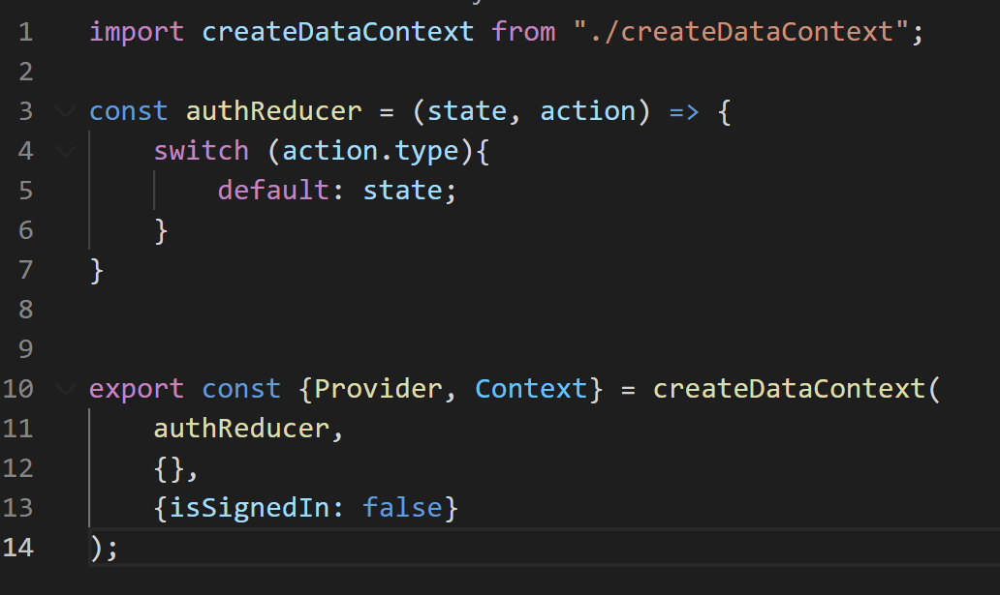 1 import createDataContext from "./createDataContext";
2
3 const authReducer = (state, action) => {
4     switch (action.type){
5         default: state;
6     }
7 }
8
9
10 export const {Provider, Context} = createDataContext(
11     authReducer,
12     {},
13     {isSignedIn: false}
14 );